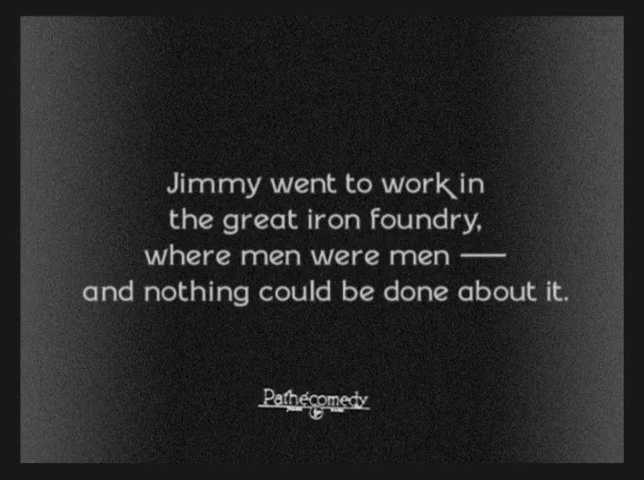 Jimmy went to work in
the great iron foundry,
where men were men —
and nothing could be done about it.
Pathécomedy